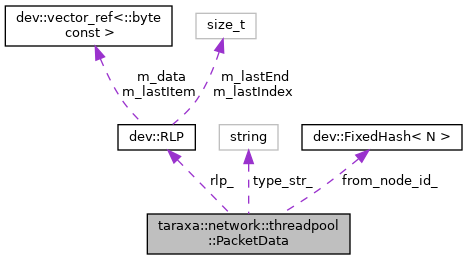 dev::vector_ref<::byte
const >
size_t
m_data
m_lastItem
m_lastEnd
m_lastIndex
dev::RLP
string
dev::FixedHash< N >
rlp_
type_str_
from_node_id_
taraxa::network::threadpool
::PacketData